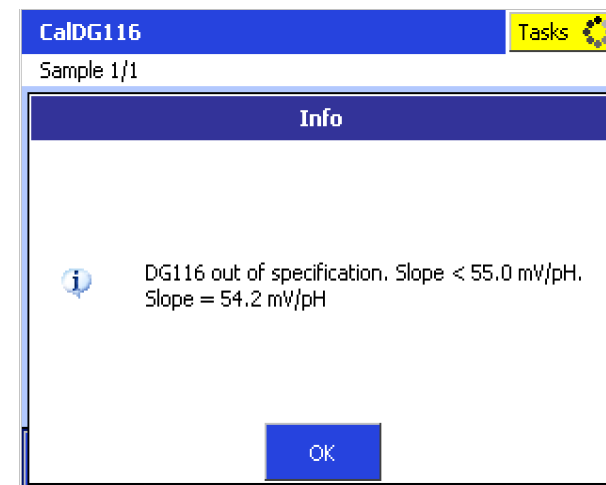 CalDG116
Tasks
Sample 1/1
Info
DG116 out of specification. Slope < 55.0 mV/pH.
Slope = 54.2 mV/pH
OK